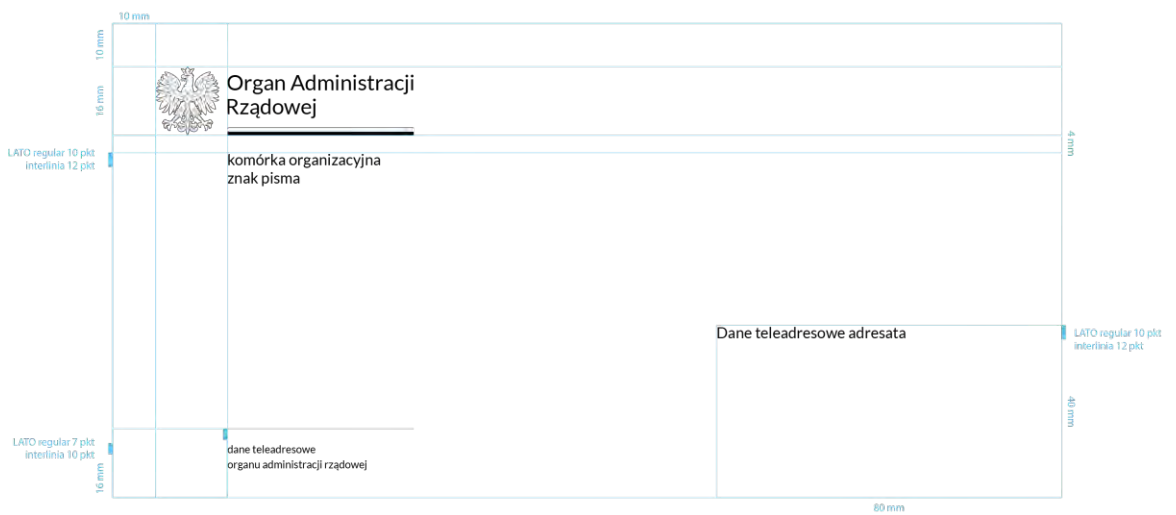 10 mm
10 mm
Organ Administracji
Rządowej
16 mm
4 mm
LATO regular 10 pkt
interlinia 12 pkt
komórka organizacyjna
znak pisma
Dane teleadresowe adresata
LATO regular 10 pkt
interlinia 12 pkt
40 mm
LATO regular 7 pkt
interlinia 10 pkt
dane teleadresowe
organu administracji rządowej
16 mm
80 mm